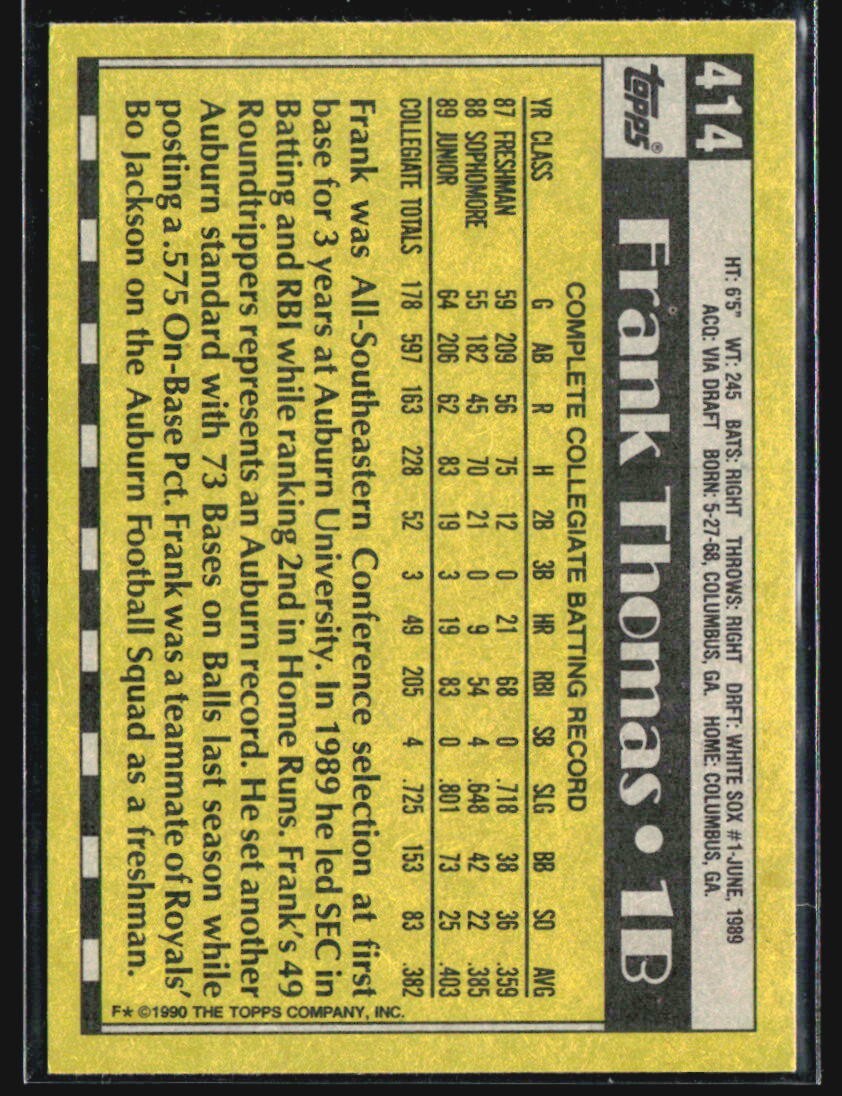 414
HT: 6'5" WT: 245 BATS: RIGHT THROWS: RIGHT DRFT: WHITE SOX #1-JUNE, 1989
ACQ: VIA DRAFT BORN: 5-27-68, COLUMBUS, GA. HOME: COLUMBUS, GA.
topps®
Frank Thomas • 1B
COMPLETE COLLEGIATE BATTING RECORD
YR CLASS G AB R H 2B 3B HR RBI SB SLG BB SO AVG
87 FRESHMAN 59 209 56 75 12 0 21 68 0 .718 38 36 .359
88 SOPHOMORE 55 182 45 70 21 0 9 54 4 .648 42 22 .385
89 JUNIOR 64 206 62 83 19 3 19 83 0 .801 73 25 .403
COLLEGIATE TOTALS 178 597 163 228 52 3 49 205 4 .725 153 83 .382
Frank was All-Southeastern Conference selection at first
base for 3 years at Auburn University. In 1989 he led SEC in
Batting and RBI while ranking 2nd in Home Runs. Frank's 49
Roundtrippers represents an Auburn record. He set another
Auburn standard with 73 Bases on Balls last season while
posting a .575 On-Base Pct. Frank was a teammate of Royals'
Bo Jackson on the Auburn Football Squad as a freshman.
F★ ©1990 THE TOPPS COMPANY, INC.